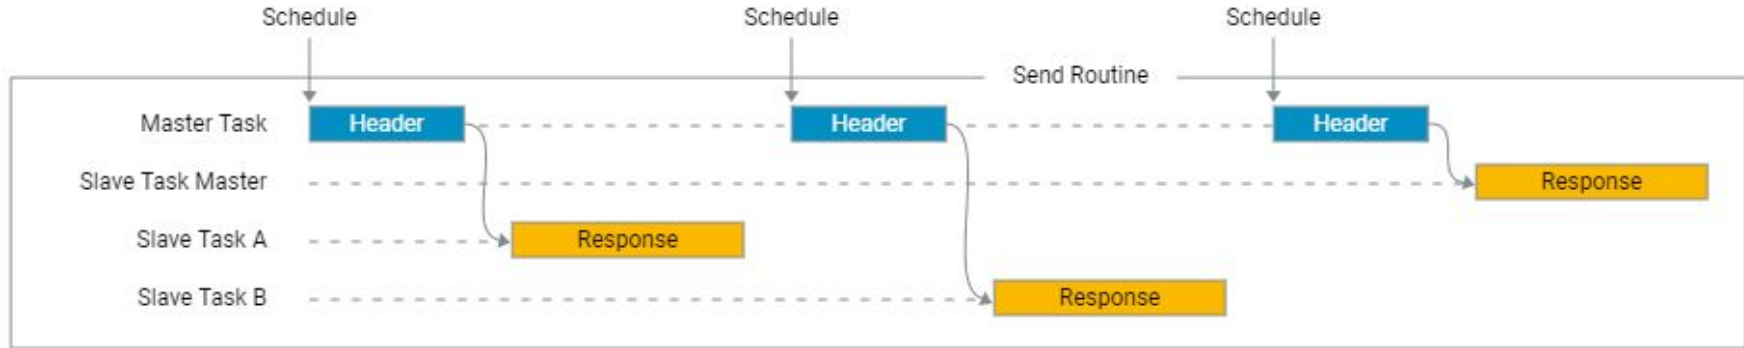 Schedule Schedule Schedule
Send Routine
Master Task Header Header Header
Slave Task Master Response
Slave Task A Response
Slave Task B Response